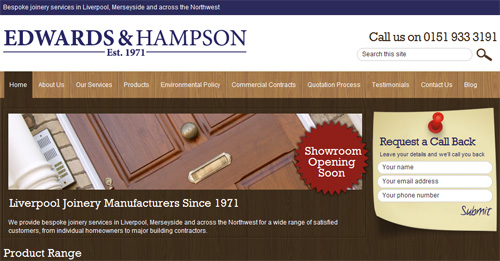 Bespoke joinery services in Liverpool, Merseyside and across the Northwest
EDWARDS & HAMPSON
Est. 1971
Call us on 0151 933 3191
Search this site
Home About Us Our Services Products Environmental Policy Commercial Contracts Quotation Process Testimonials Contact Us Blog
Showroom
Opening
Soon
Request a Call Back
Leave your details and we'll call you back
Your name
Your email address
Your phone number
Submit
Liverpool Joinery Manufacturers Since 1971
We provide bespoke joinery services in Liverpool, Merseyside and across the Northwest for a wide range of satisfied
customers, from individual homeowners to major building contractors.
Product Range